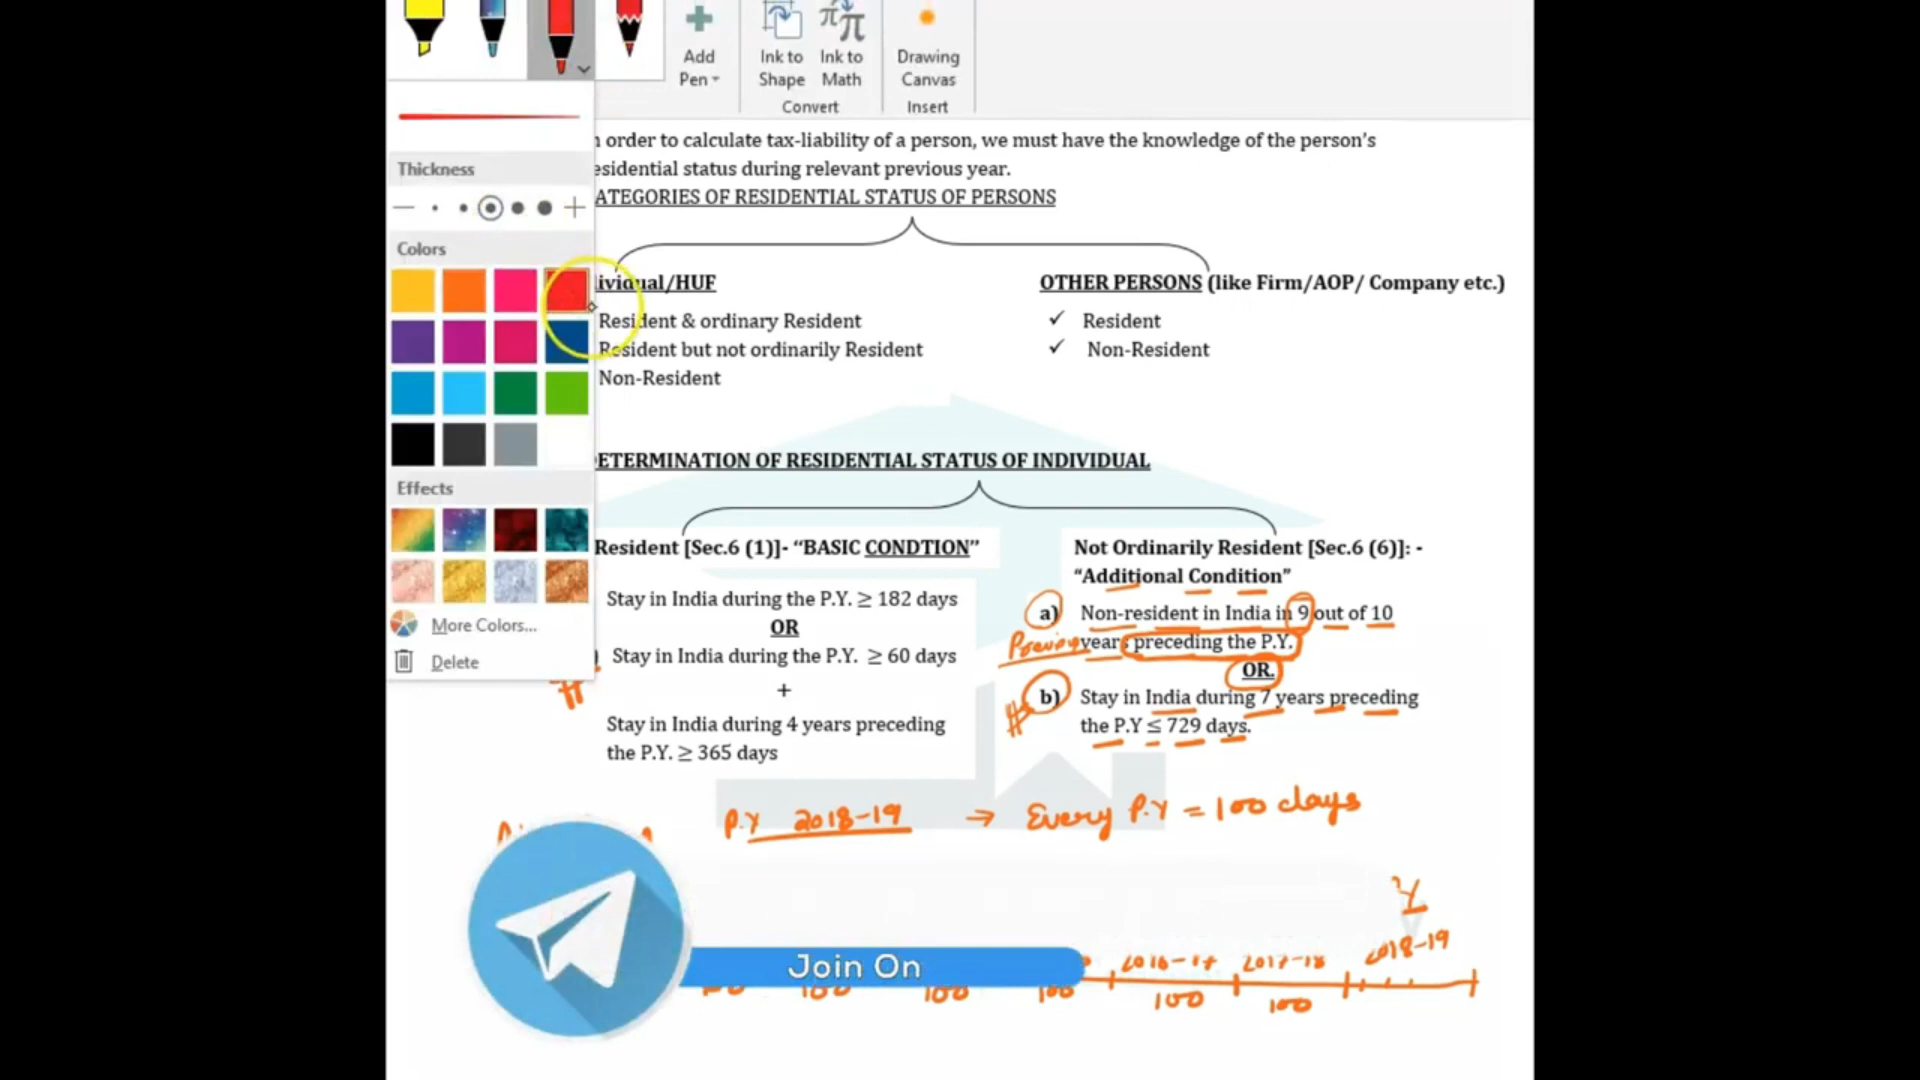 Add
Pen
Ink to
Shape
Ink to
Math
Drawing
Canvas
Convert
Insert
Thickness
Colors
Effects
More Colors...
Delete
order to calculate tax-liability of a person, we must have the knowledge of the person's
esidential status during relevant previous year.
ATEGORIES OF RESIDENTIAL STATUS OF PERSONS
ividual/HUF
Resident & ordinary Resident
Resident but not ordinarily Resident
Non-Resident
OTHER PERSONS (like Firm/AOP/ Company etc.)
✓ Resident
✓ Non-Resident
ETERMINATION OF RESIDENTIAL STATUS OF INDIVIDUAL
Resident [Sec.6 (1)]- “BASIC CONDTION”
Stay in India during the P.Y. ≥ 182 days
OR
Stay in India during the P.Y. ≥ 60 days
+
Stay in India during 4 years preceding
the P.Y. ≥ 365 days
Not Ordinarily Resident [Sec.6 (6)]: -
“Additional Condition”
a) Non-resident in India in 9 out of 10
Previous years preceding the P.Y.
OR
b) Stay in India during 7 years preceding
the P.Y ≤ 729 days.
P.Y 2018-19 → Every P.Y = 100 days
2016-17 2017-18 2018-19
100 100 100 100 100
Join On